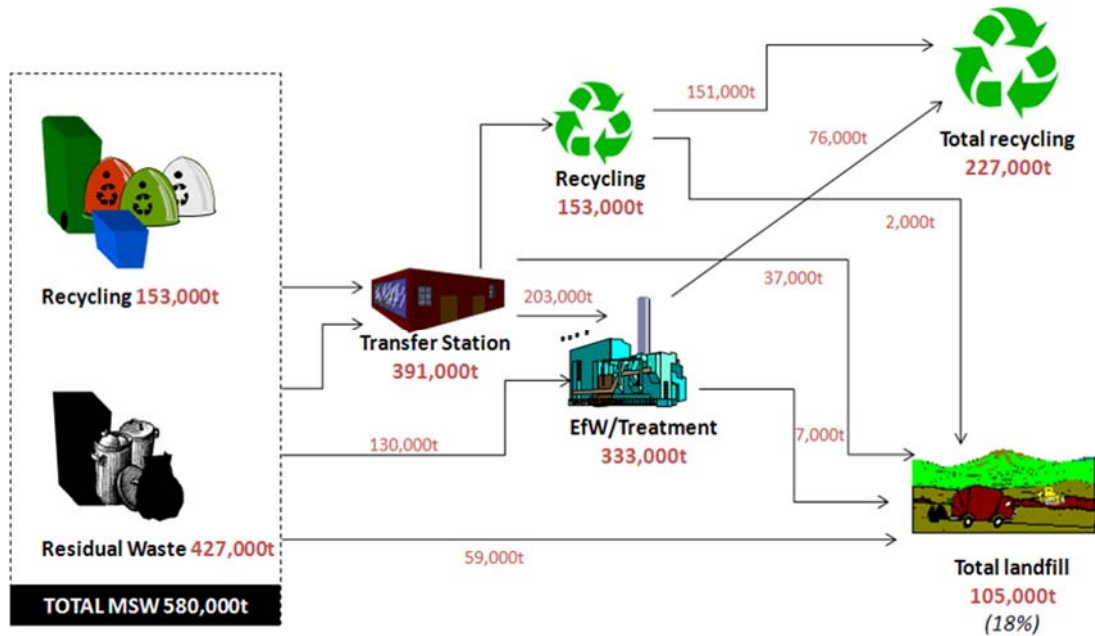 151,000t
76,000t
Total recycling
227,000t
Recycling
153,000t
2,000t
Recycling 153,000t
203,000t
37,000t
Transfer Station
391,000t
EfW/Treatment
333,000t
130,000t
7,000t
Residual Waste 427,000t
59,000t
Total landfill
105,000t
(18%)
TOTAL MSW 580,000t